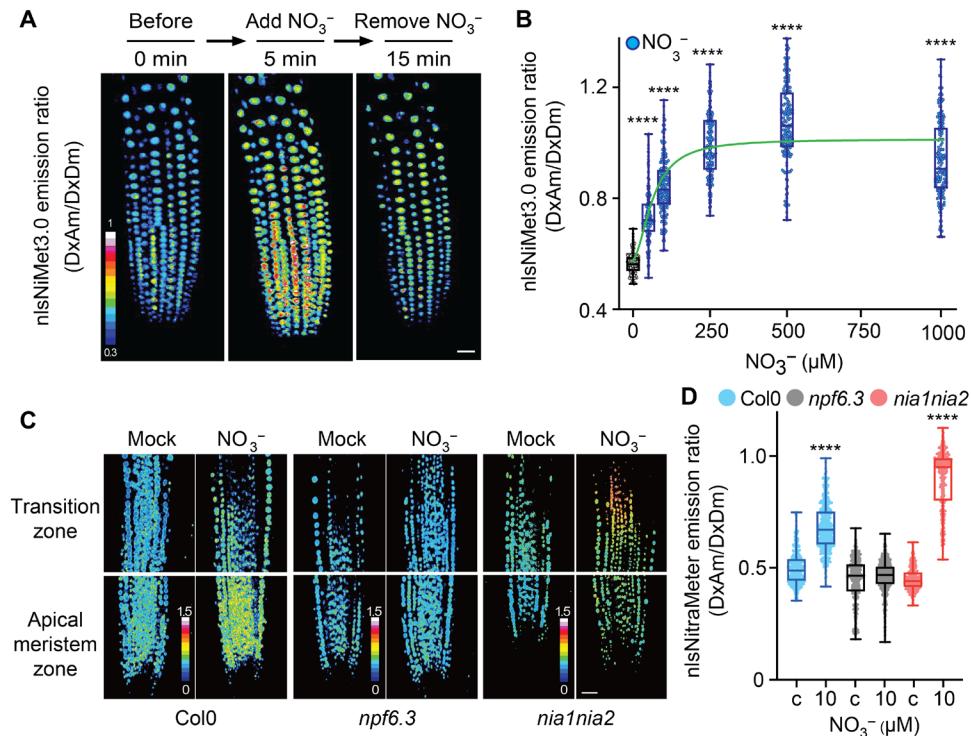 A
Before
Add NO₃⁻
Remove NO₃⁻
0 min
5 min
15 min
nlsNiMet3.0 emission ratio
(DxAm/DxDm)
1
0.3
B
NO₃⁻
**** **** **** **** ****
nlsNiMet3.0 emission ratio
(DxAm/DxDm)
1.2
0.8
0.4
0 250 500 750 1000
NO₃⁻ (µM)
C
Mock NO₃⁻ Mock NO₃⁻ Mock NO₃⁻
Transition
zone
Apical
meristem
zone
1.5 1.5 1.5
0 0 0
Col0 npf6.3 nia1nia2
D
Col0 npf6.3 nia1nia2
**** ****
nlsNitraMeter emission ratio
(DxAm/DxDm)
1.0
0.5
0
c 10 c 10 c 10
NO₃⁻ (µM)